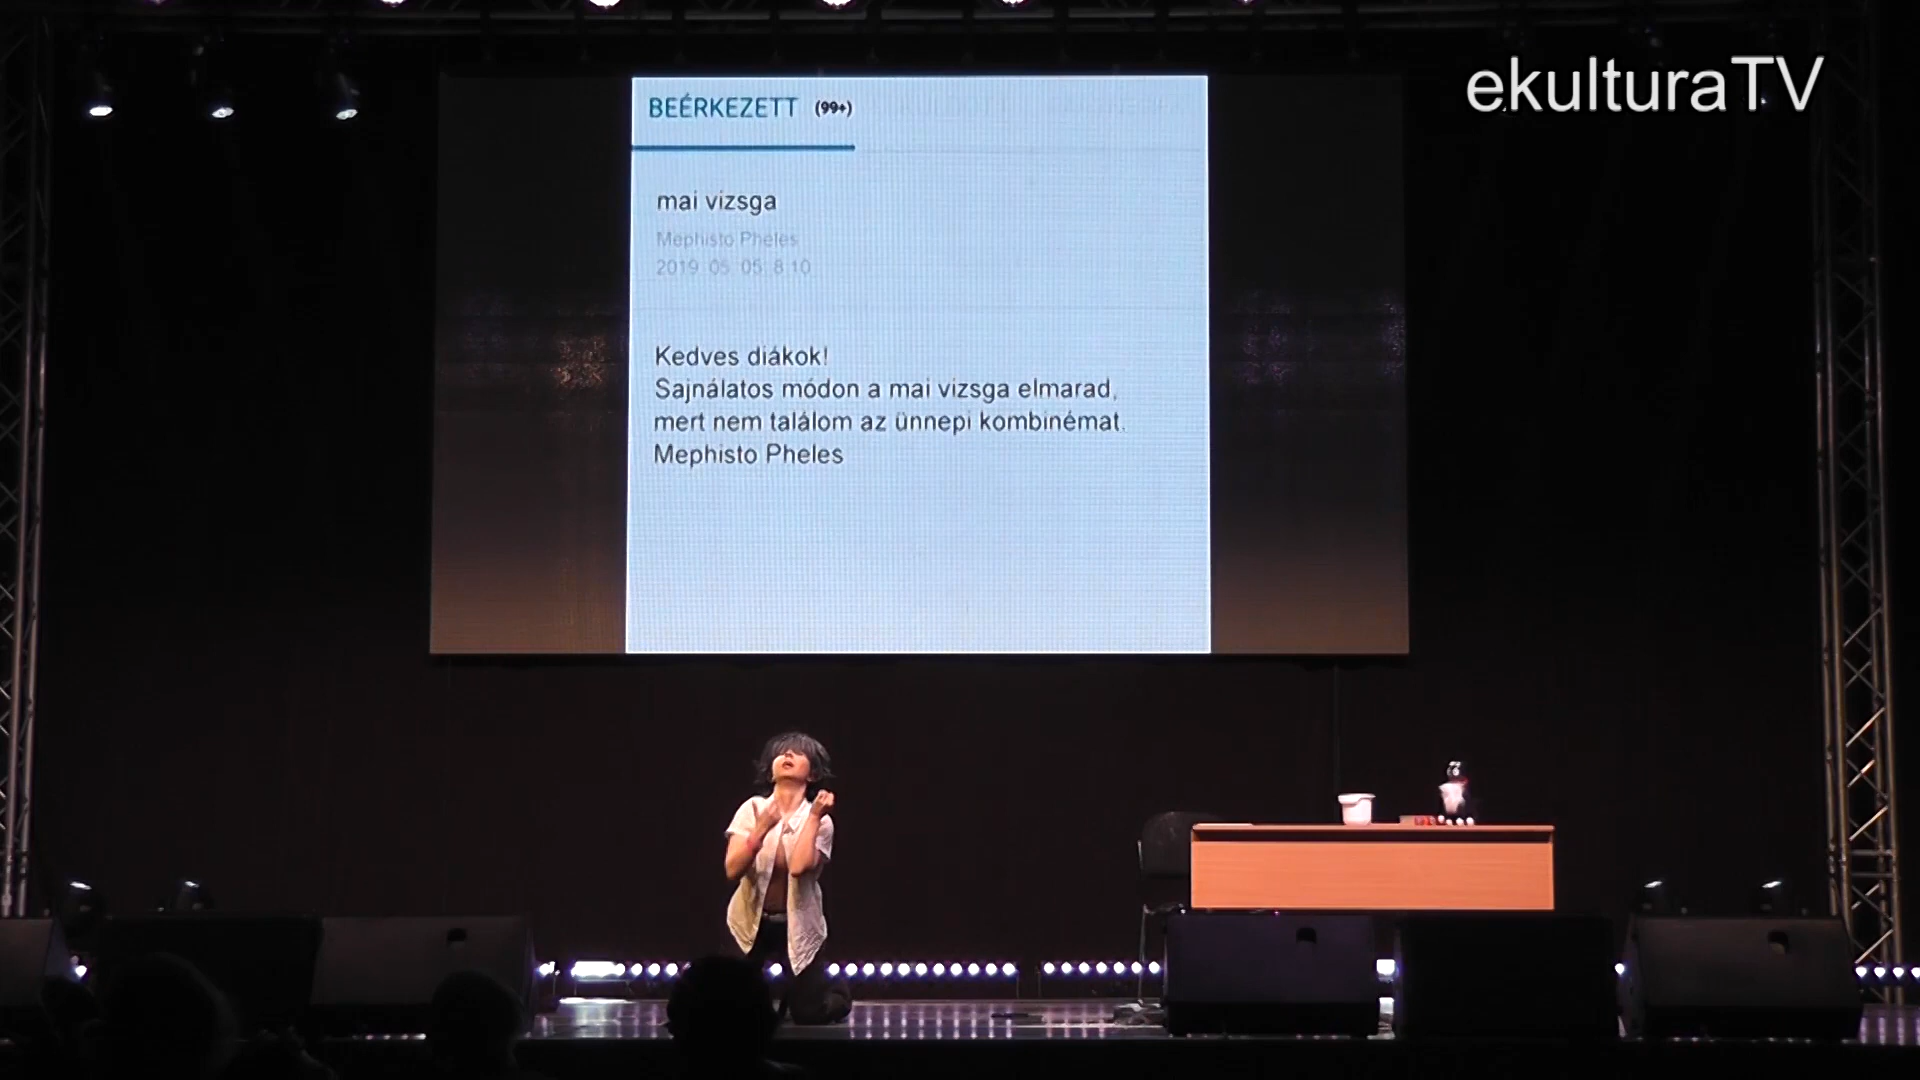 ekulturaTV
BEÉRKEZETT (99+)
mai vizsga
Mephisto Pheles
2019. 05. 05. 8.10
Kedves diákok!
Sajnálatos módon a mai vizsga elmarad,
mert nem találom az ünnepi kombinémat.
Mephisto Pheles